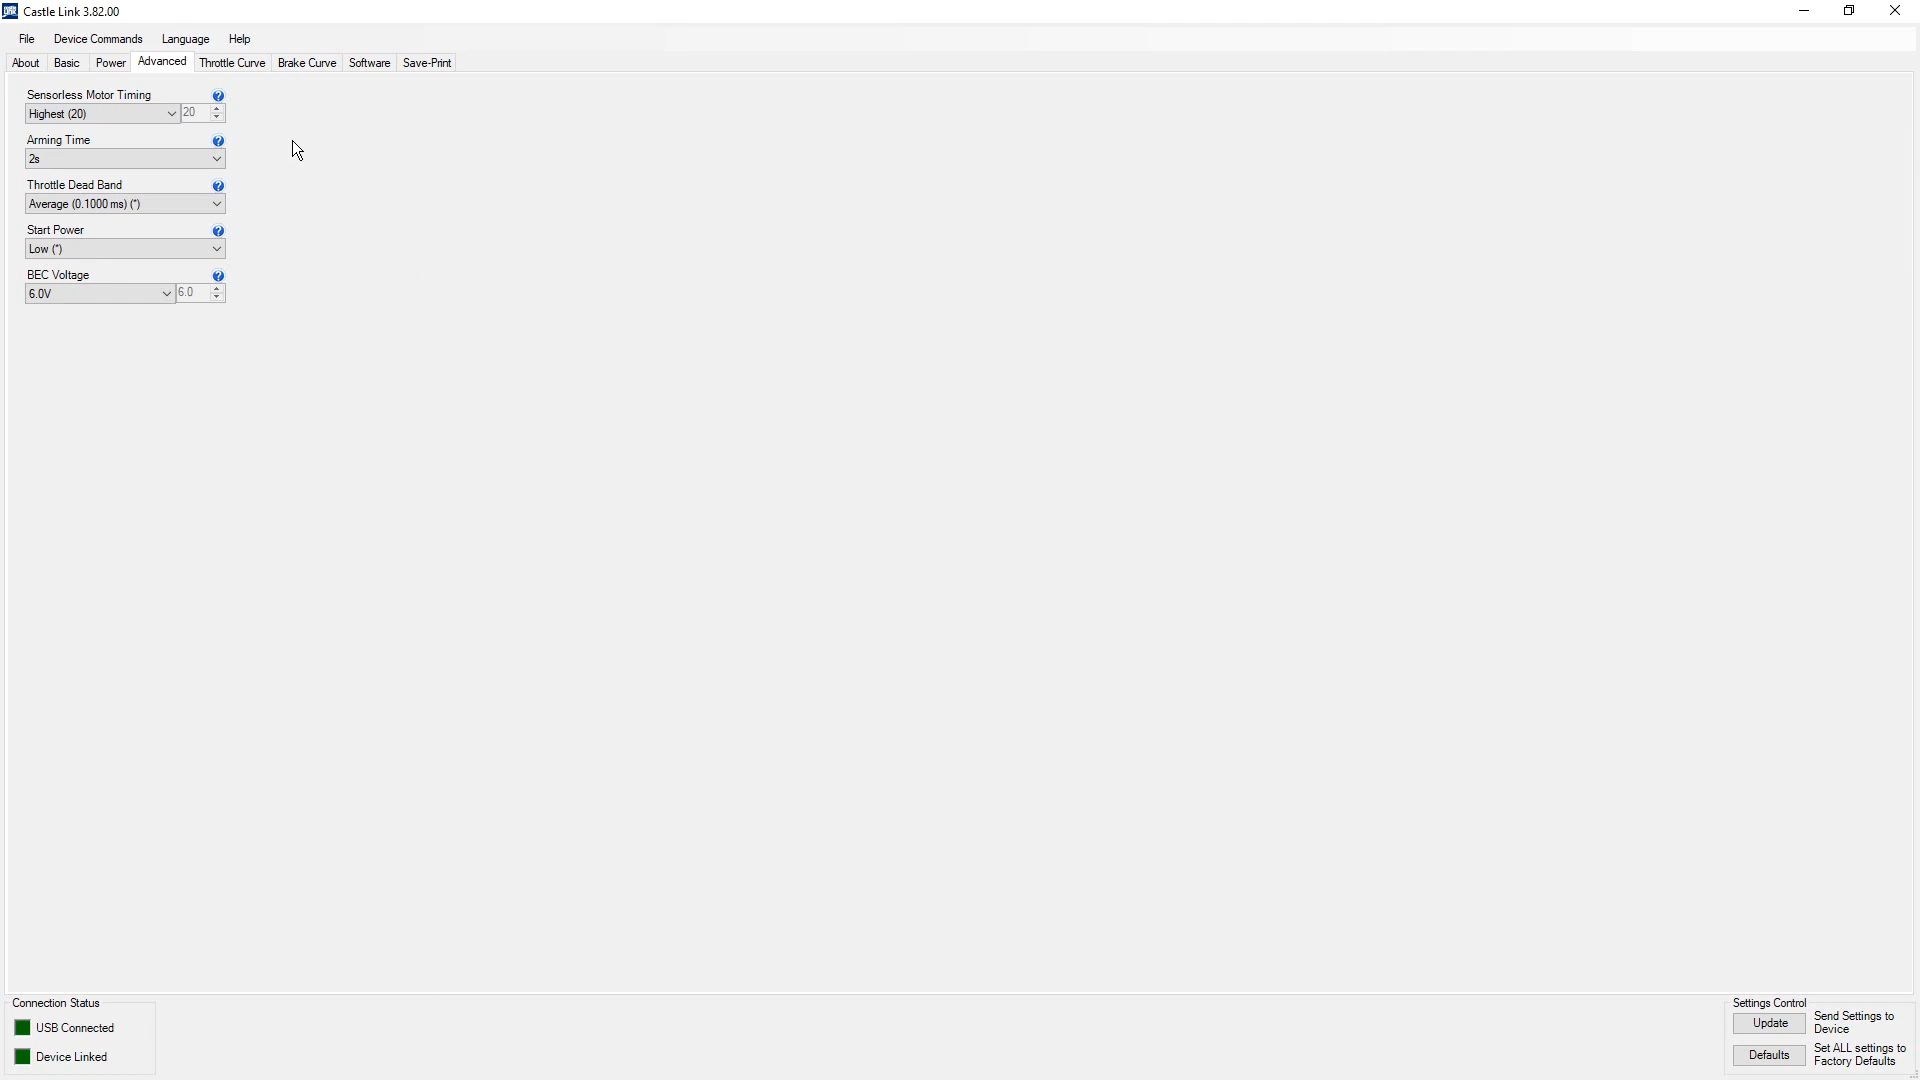 Castle Link 3.82.00
File Device Commands Language Help
About Basic Power Advanced Throttle Curve Brake Curve Software Save-Print
Sensorless Motor Timing ?
Highest (20) 20
Arming Time ?
2s
Throttle Dead Band ?
Average (0.1000 ms) (*)
Start Power ?
Low (*)
BEC Voltage ?
6.0V 6.0
Connection Status
USB Connected
Device Linked
Settings Control
Update Send Settings to
Device
Defaults Set ALL settings to
Factory Defaults